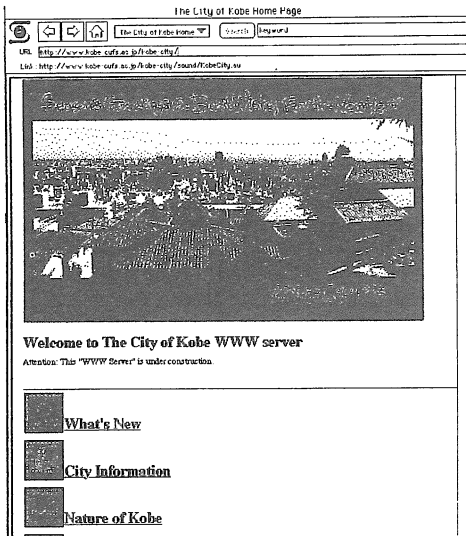 The City of Kobe Home Page
The City of Kobe Home Search Keyword
URL http://www.kobe-cufs.ac.jp/kobe-city/
Link: http://www.kobe-cufs.ac.jp/kobe-city/sound/KobeCity.au
Welcome to The City of Kobe WWW server
Attention: This "WWW Server" is under construction.
What's New
City Information
Nature of Kobe